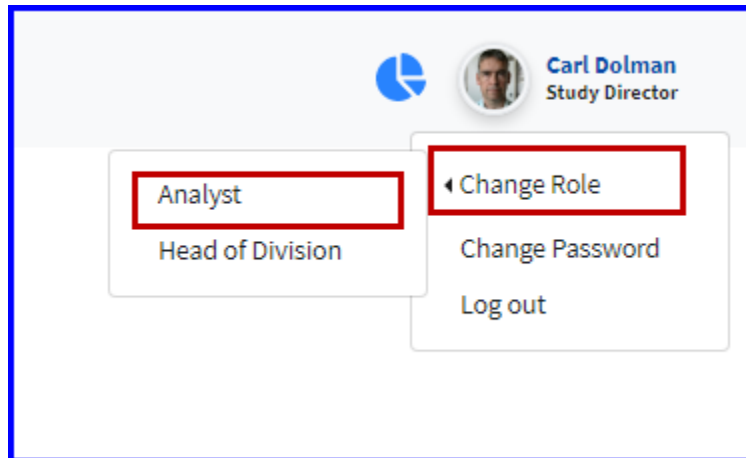 Carl Dolman
Study Director
Change Role
Change Password
Log out
Analyst
Head of Division